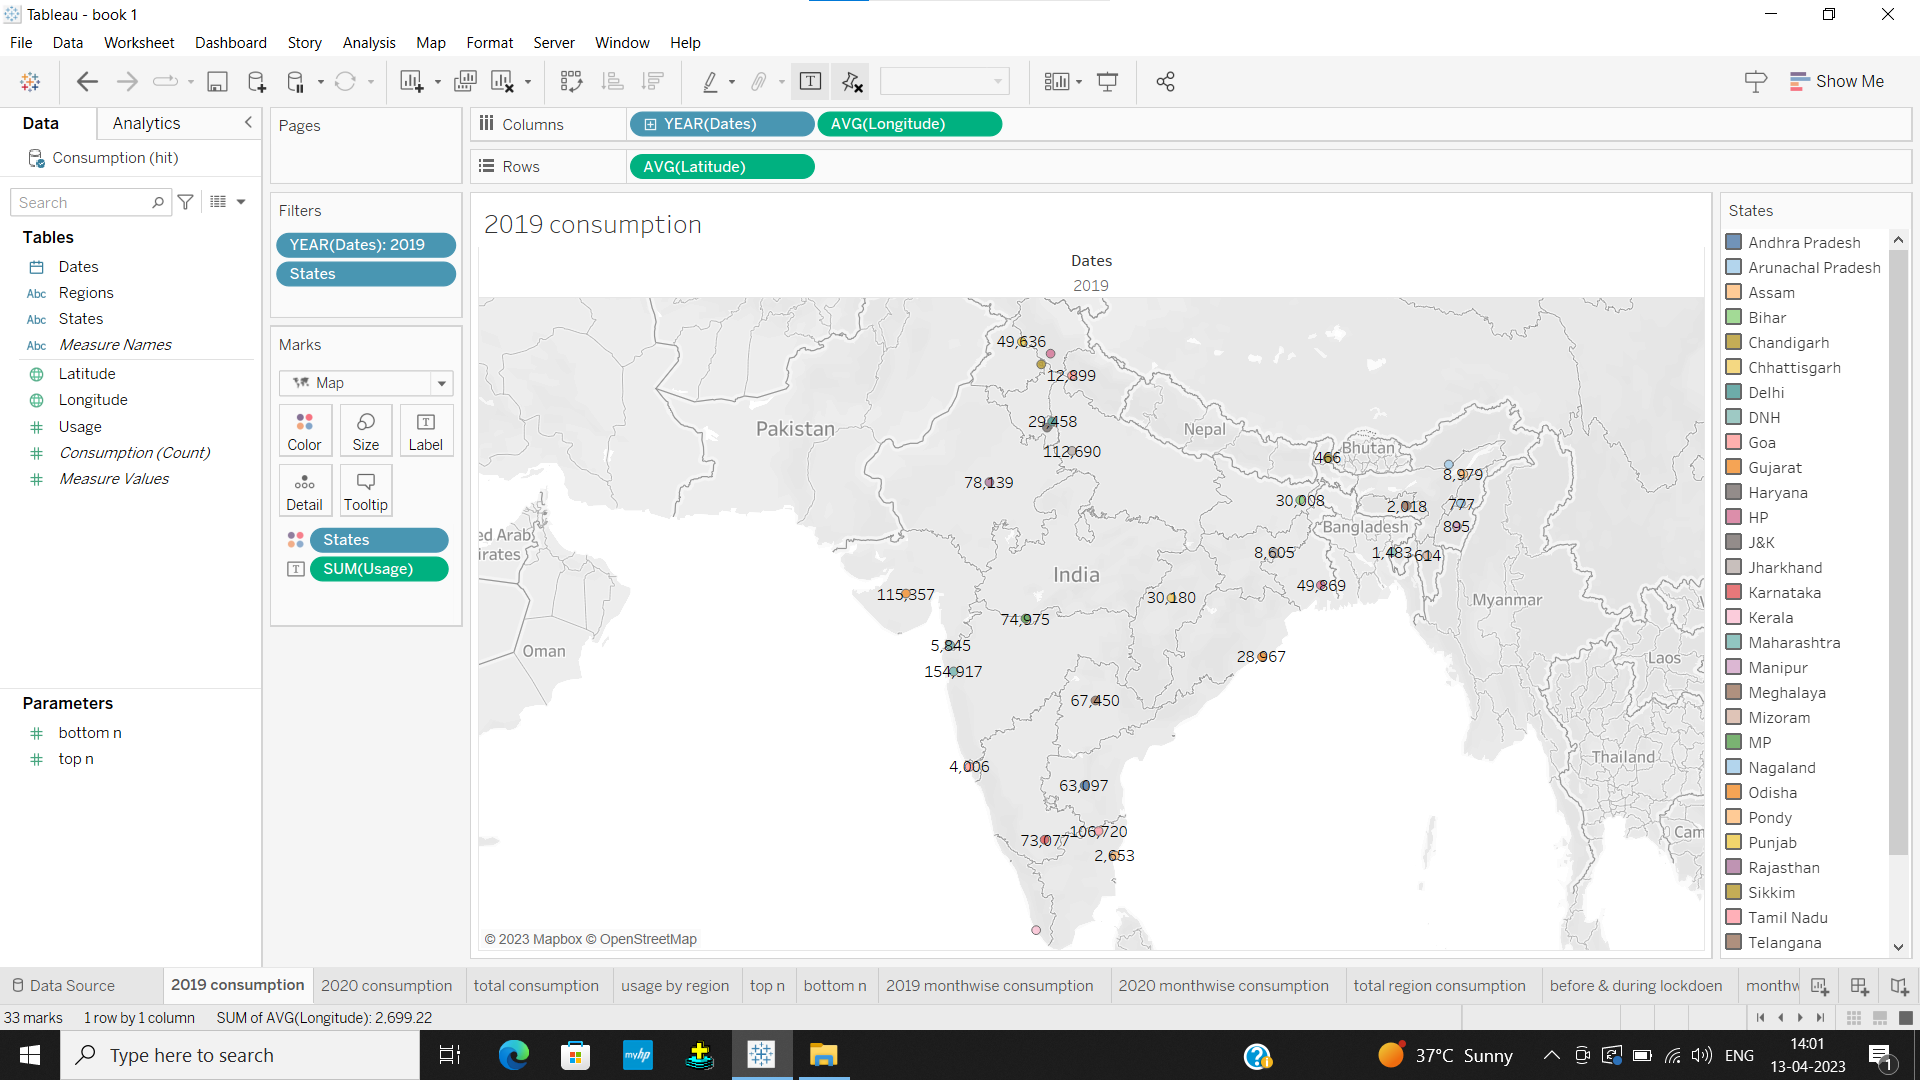 Tableau - book 1
File Data Worksheet Dashboard Story Analysis Map Format Server Window Help
Show Me
Data Analytics
Consumption (hit)
Search
Tables
Dates
Abc Regions
Abc States
Abc Measure Names
Latitude
Longitude
Usage
Consumption (Count)
Measure Values
Parameters
bottom n
top n
Pages
Filters
YEAR(Dates): 2019
States
Marks
Map
Color Size Label
Detail Tooltip
States
SUM(Usage)
Columns YEAR(Dates) AVG(Longitude)
Rows AVG(Latitude)
2019 consumption
Dates
2019
49,636
12,899
29,458
Pakistan
Nepal
112,690
Bhutan
466
8,979
78,139
30,008
2,018
777
Bangladesh
895
ed Arab
irates
8,605
1,483
614
India
49,869
115,357
30,180
Myanmar
74,975
5,845
Oman
28,967
Laos
154,917
67,450
Thailand
4,006
63,097
106,720
Cam
73,077
2,653
© 2023 Mapbox © OpenStreetMap
States
Andhra Pradesh
Arunachal Pradesh
Assam
Bihar
Chandigarh
Chhattisgarh
Delhi
DNH
Goa
Gujarat
Haryana
HP
J&K
Jharkhand
Karnataka
Kerala
Maharashtra
Manipur
Meghalaya
Mizoram
MP
Nagaland
Odisha
Pondy
Punjab
Rajasthan
Sikkim
Tamil Nadu
Telangana
Data Source 2019 consumption 2020 consumption total consumption usage by region top n bottom n 2019 monthwise consumption 2020 monthwise consumption total region consumption before & during lockdoen monthw
33 marks 1 row by 1 column SUM of AVG(Longitude): 2,699.22
Type here to search
myhp
37°C Sunny
ENG
14:01
13-04-2023
1